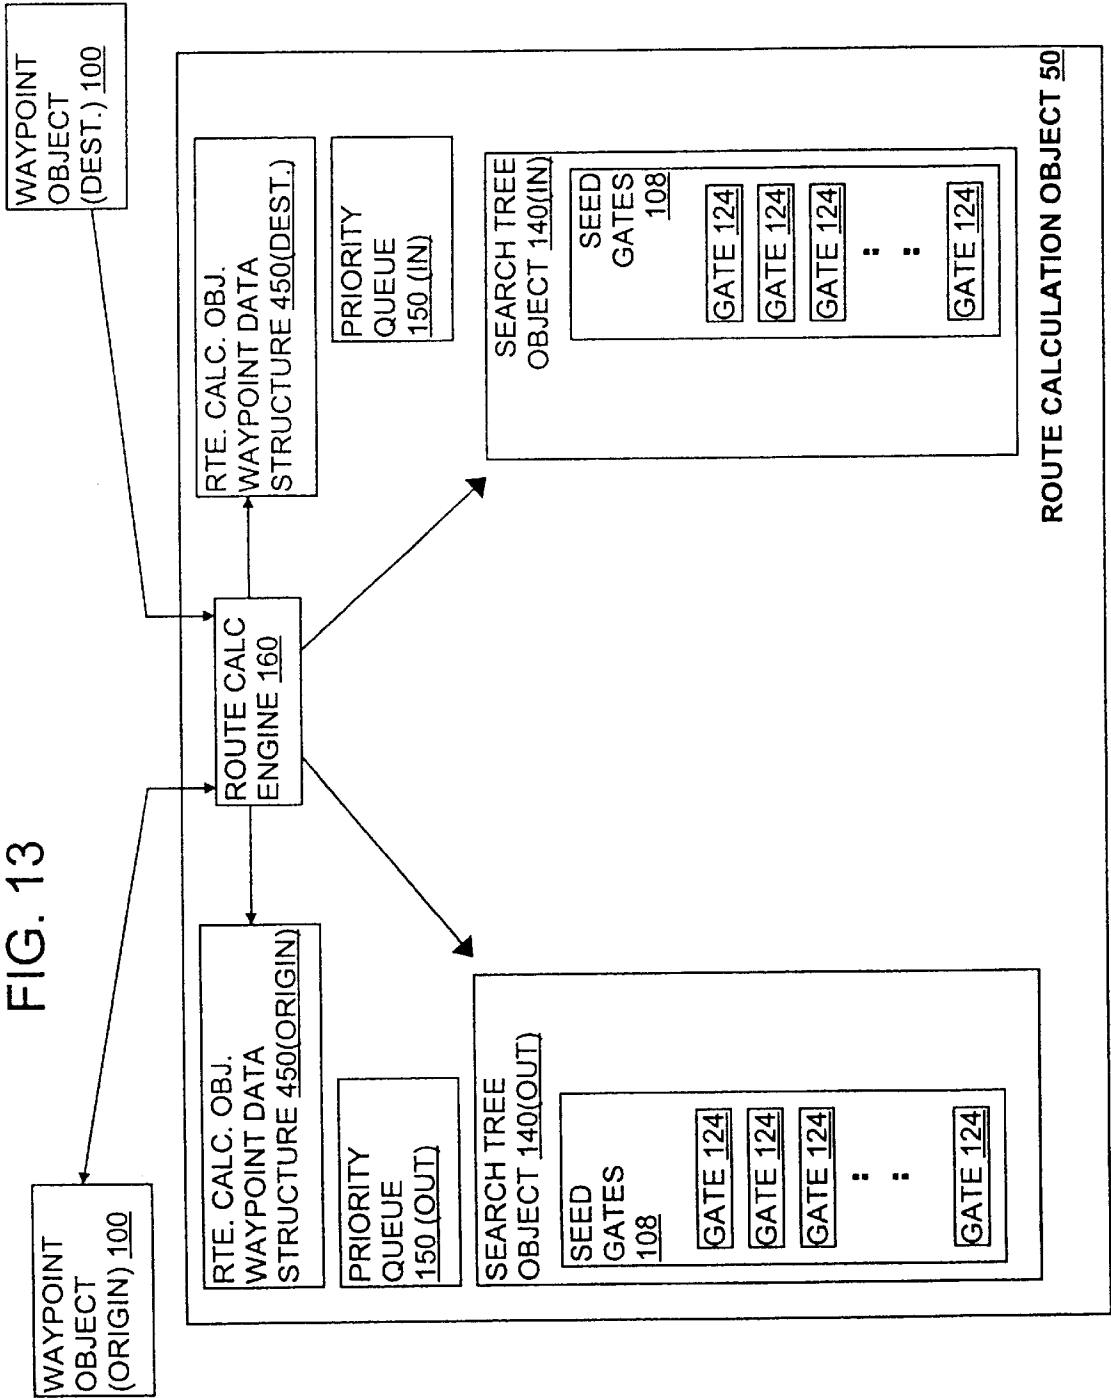 FIG. 13
WAYPOINT
OBJECT
(ORIGIN) 100
WAYPOINT
OBJECT
(DEST.) 100
RTE. CALC. OBJ.
WAYPOINT DATA
STRUCTURE 450(ORIGIN)
ROUTE CALC
ENGINE 160
RTE. CALC. OBJ.
WAYPOINT DATA
STRUCTURE 450(DEST.)
PRIORITY
QUEUE
150 (OUT)
PRIORITY
QUEUE
150 (IN)
SEARCH TREE
OBJECT 140(OUT)
SEED
GATES
108
GATE 124
GATE 124
GATE 124
GATE 124
SEARCH TREE
OBJECT 140(IN)
SEED
GATES
108
GATE 124
GATE 124
GATE 124
GATE 124
ROUTE CALCULATION OBJECT 50